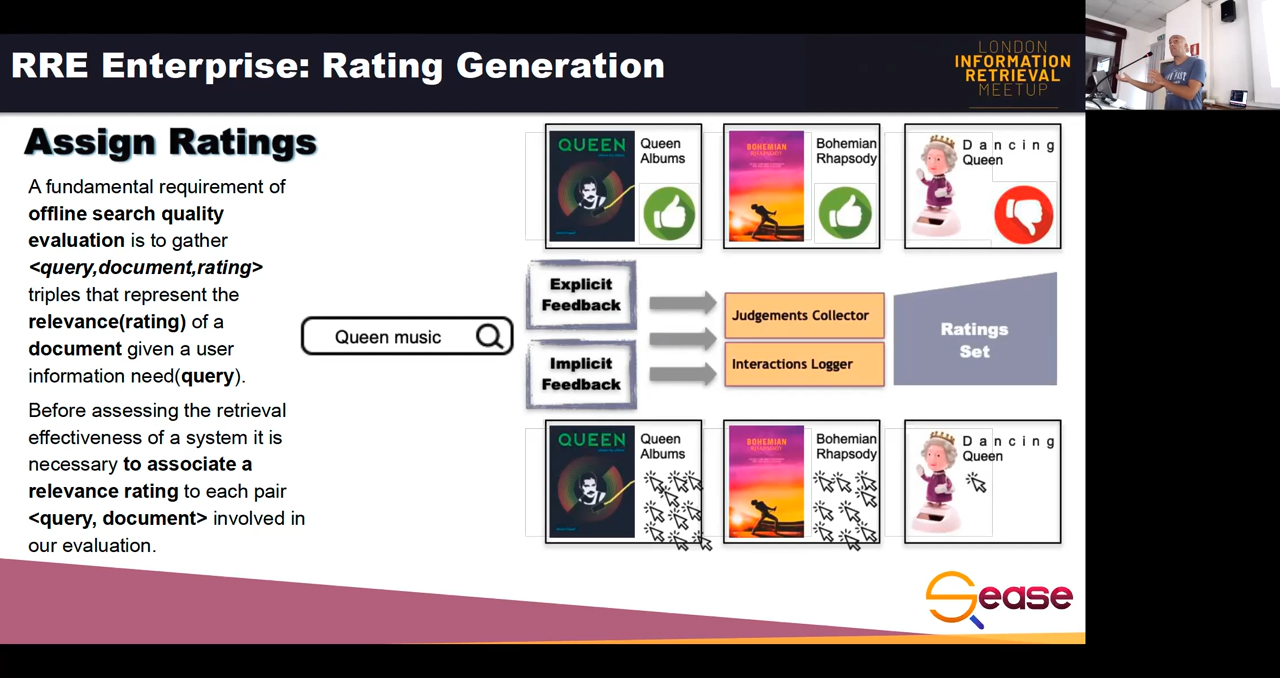 RRE Enterprise: Rating Generation
LONDON
INFORMATION
RETRIEVAL
MEETUP
Assign Ratings
A fundamental requirement of
offline search quality
evaluation is to gather
<query,document,rating>
triples that represent the
relevance(rating) of a
document given a user
information need(query).
Before assessing the retrieval
effectiveness of a system it is
necessary to associate a
relevance rating to each pair
<query, document> involved in
our evaluation.
Queen music
QUEEN
Queen
Albums
BOHEMIAN
RHAPSODY
Bohemian
Rhapsody
Dancing
Queen
Explicit
Feedback
Implicit
Feedback
Judgements Collector
Interactions Logger
Ratings
Set
QUEEN
Queen
Albums
BOHEMIAN
RHAPSODY
Bohemian
Rhapsody
Dancing
Queen
Sease